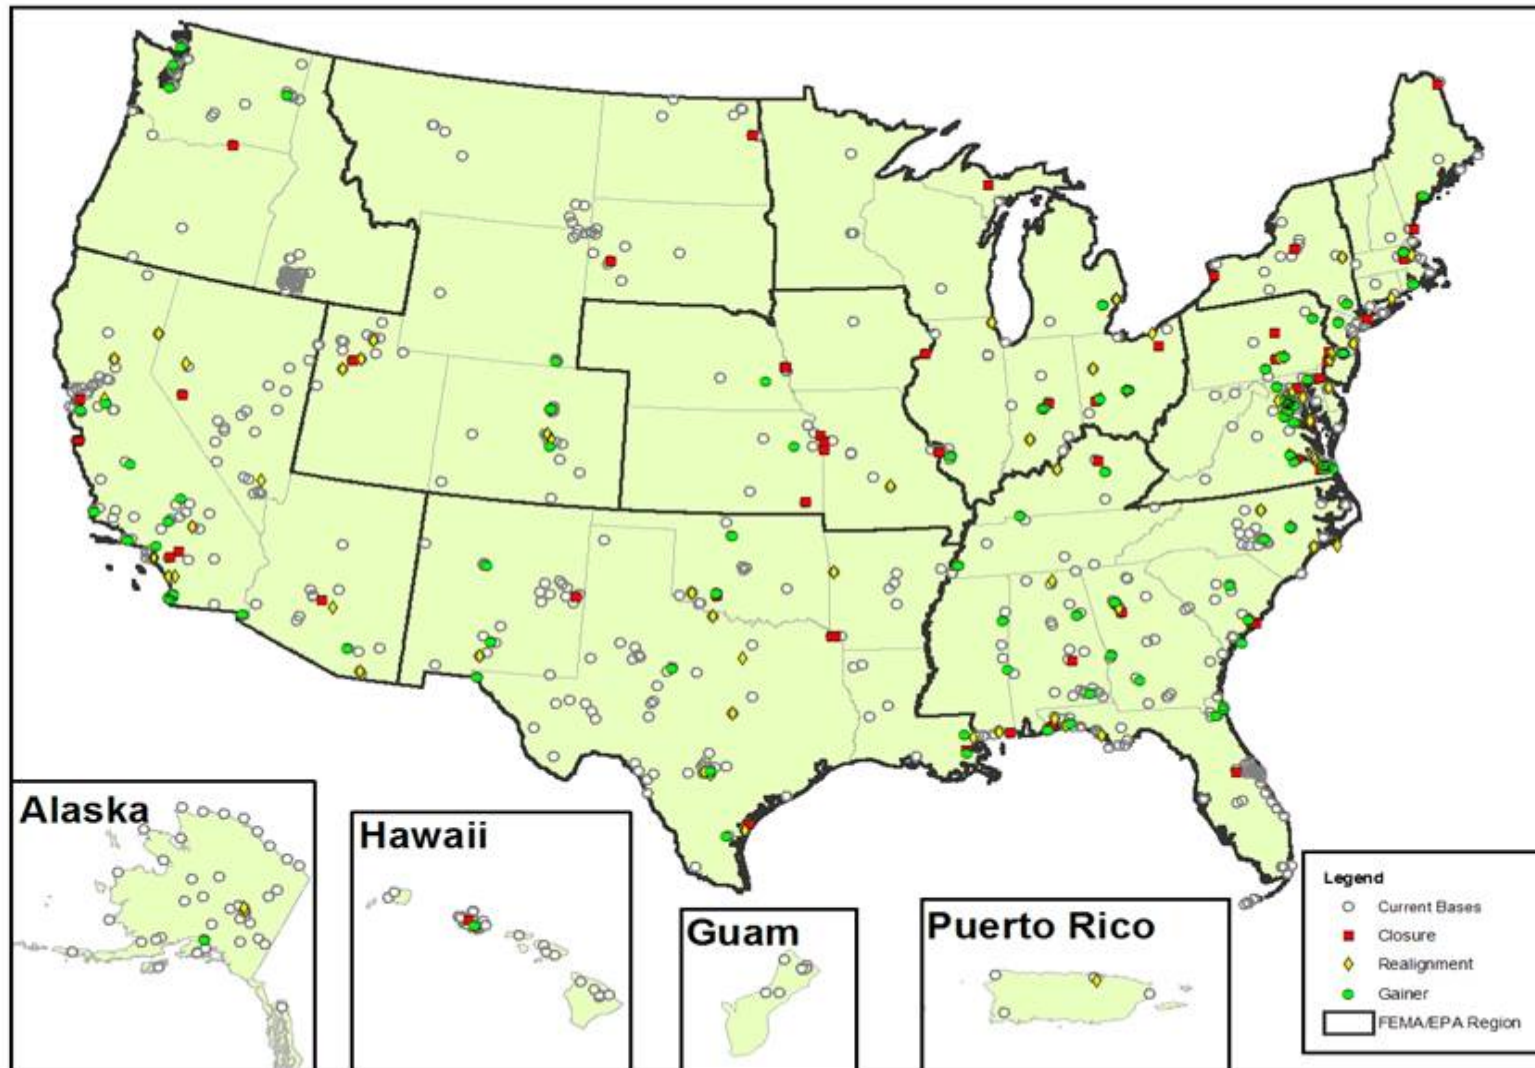 Alaska
Hawaii
Guam
Puerto Rico
Legend
Current Bases
Closure
Realignment
Gainer
FEMA/EPA Region